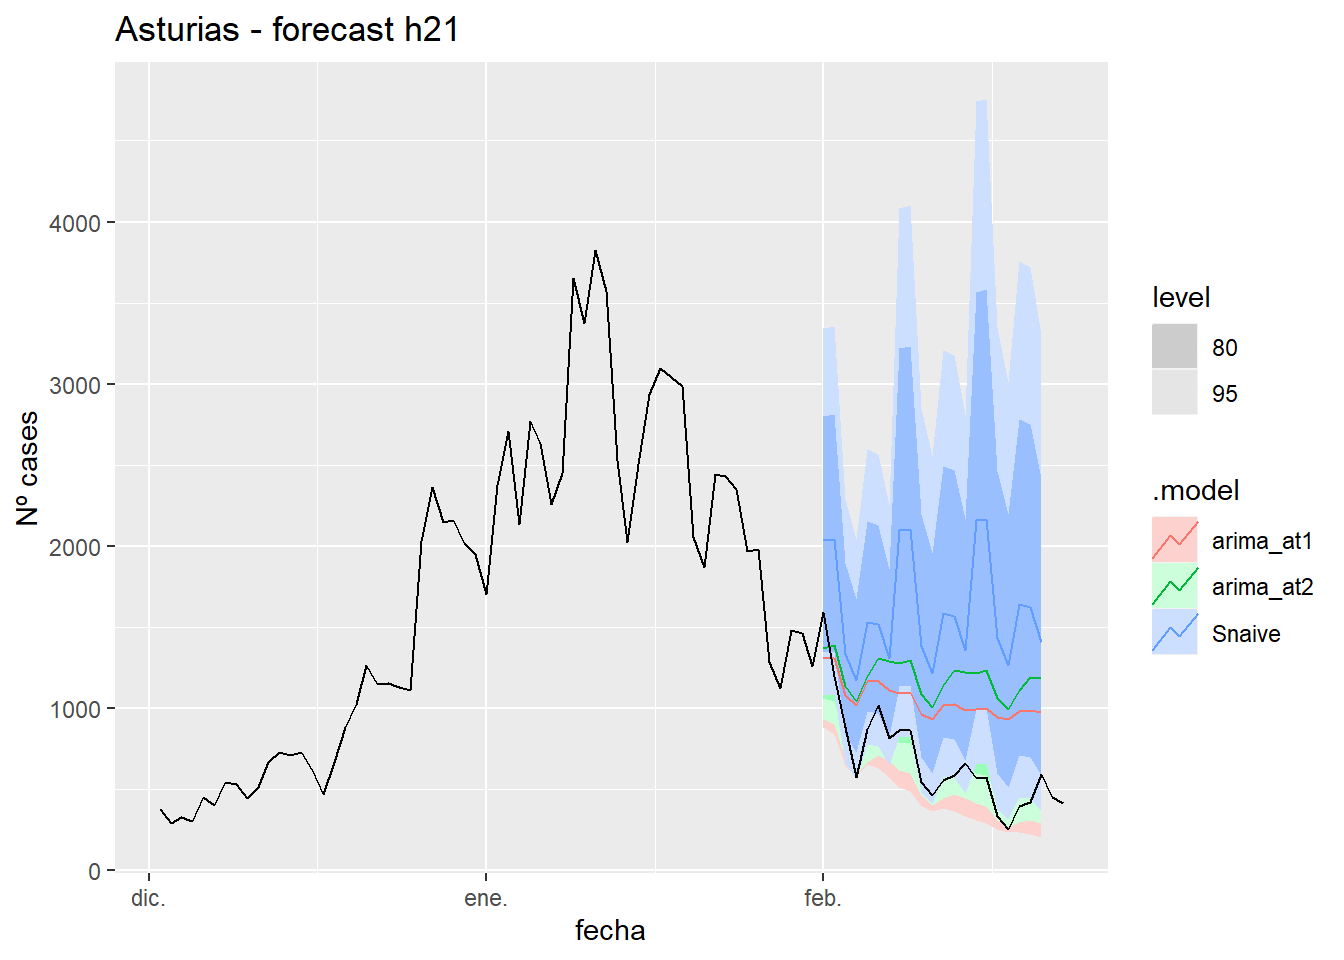 Asturias - forecast h21
Nº cases
4000
3000
2000
1000
0
dic.
ene.
feb.
fecha
level
80
95
.model
arima_at1
arima_at2
Snaive